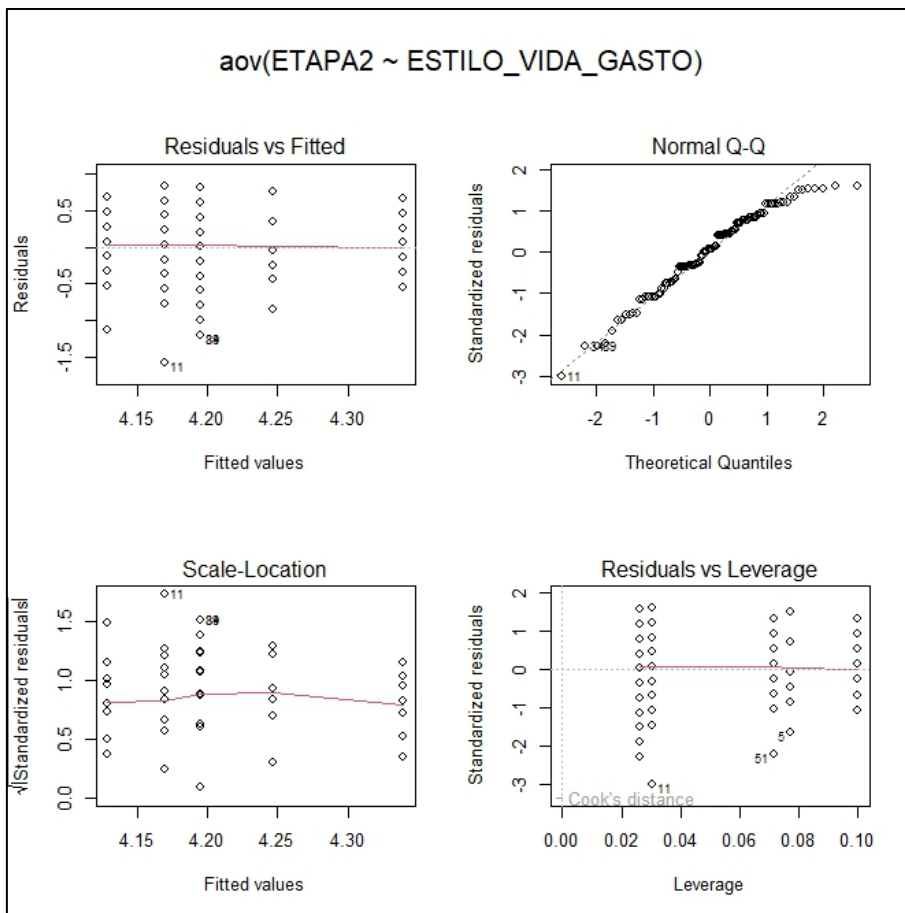 aov(ETAPA2 ~ ESTILO_VIDA_GASTO)
Residuals vs Fitted
Residuals
0.5
-0.5
-1.5
11
4.15 4.20 4.25 4.30
Fitted values
Normal Q-Q
Standardized residuals
2
1
0
-1
-2
-3
11
-2 -1 0 1 2
Theoretical Quantiles
Scale-Location
√|Standardized residuals|
1.5
1.0
0.5
0.0
11
4.15 4.20 4.25 4.30
Fitted values
Residuals vs Leverage
Standardized residuals
2
1
0
-1
-2
-3
5
51
11
Cook's distance
0.00 0.02 0.04 0.06 0.08 0.10
Leverage